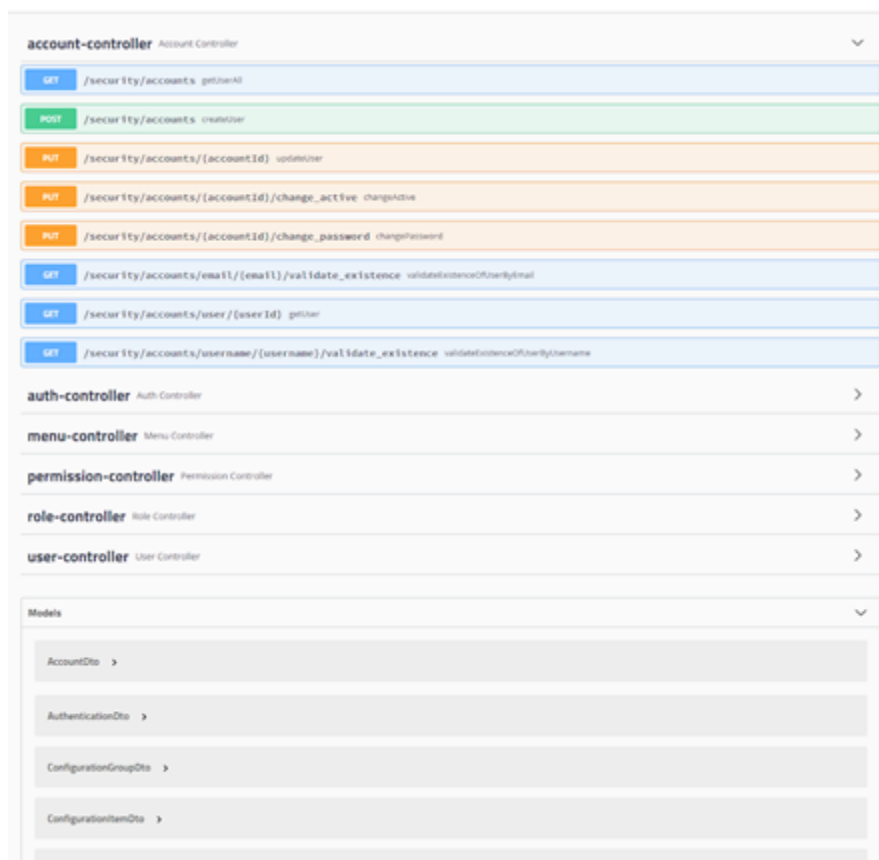 account-controller Account Controller
GET /security/accounts getUserAll
POST /security/accounts createUser
PUT /security/accounts/{accountId} updateUser
PUT /security/accounts/{accountId}/change_active changeActive
PUT /security/accounts/{accountId}/change_password changePassword
GET /security/accounts/email/{email}/validate_existence validateExistenceOfUserByEmail
GET /security/accounts/user/{userId} getUser
GET /security/accounts/username/{username}/validate_existence validateExistenceOfUserByUsername
auth-controller Auth Controller
menu-controller Menu Controller
permission-controller Permission Controller
role-controller Role Controller
user-controller User Controller
Models
AccountDto
AuthenticationDto
ConfigurationGroupDto
ConfigurationItemDto